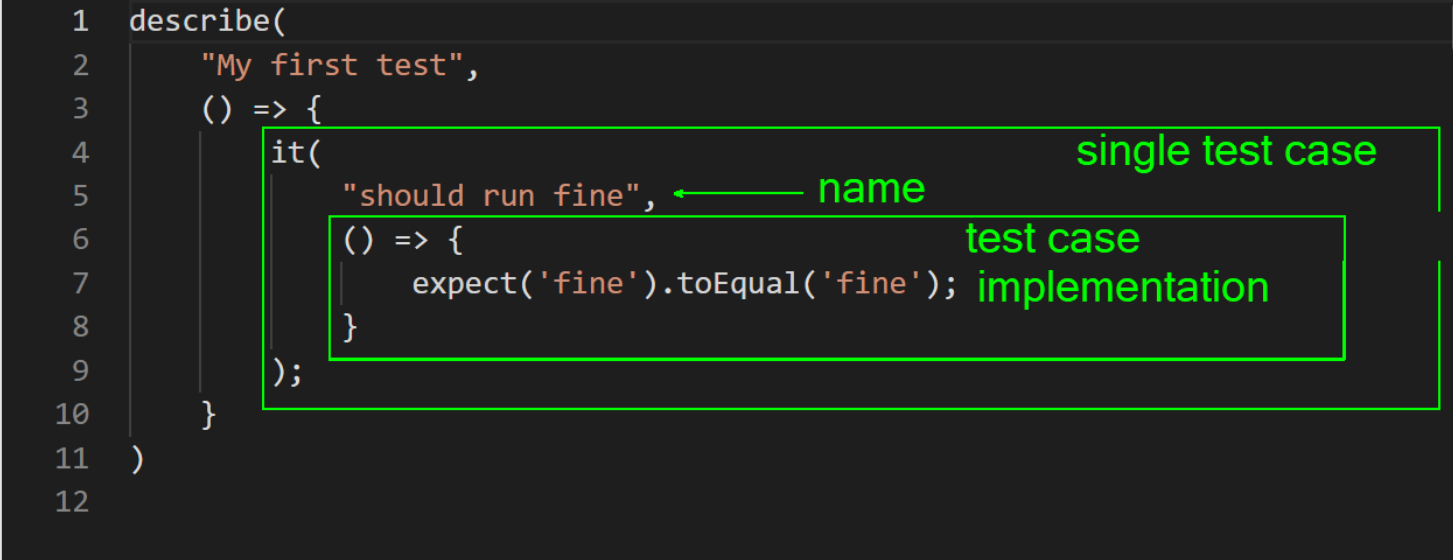 1 describe(
2 "My first test",
3 () => {
4 it( single test case
5 "should run fine", name
6 () => { test case
7 expect('fine').toEqual('fine'); implementation
8 }
9 );
10 }
11 )
12